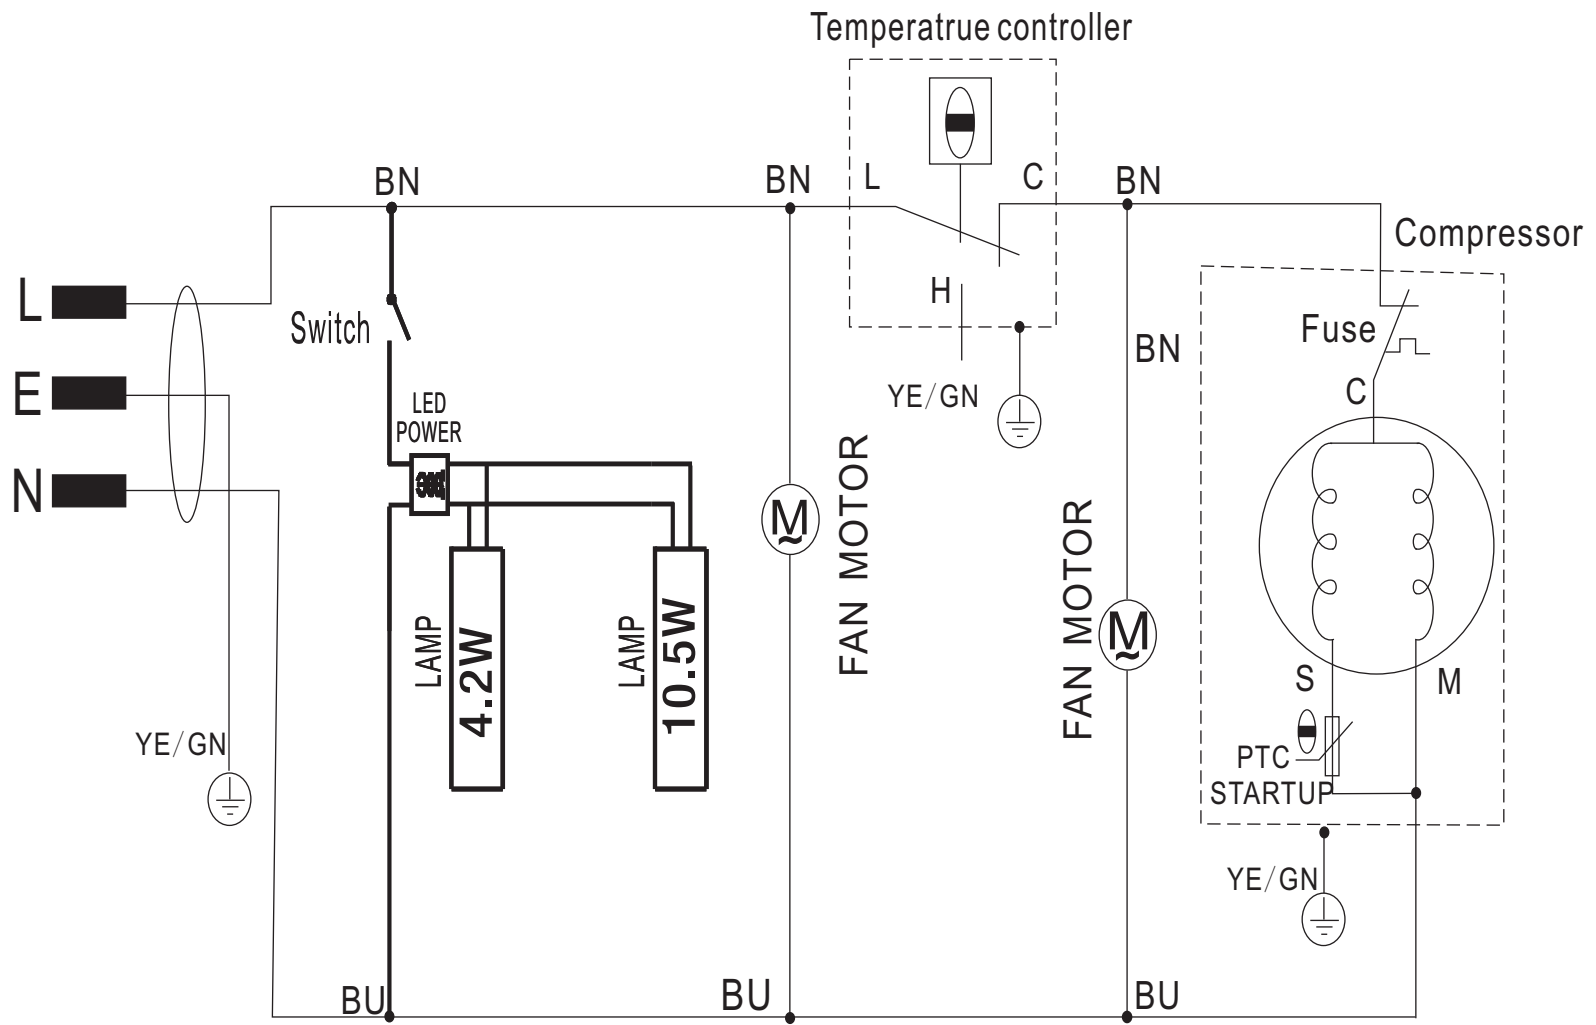 Temperatrue controller
BN
BN
L
C
BN
Compressor
L
Switch
H
Fuse
BN
E
LED
POWER
YE/GN
C
N
M
FAN MOTOR
FAN MOTOR
M
LAMP
4.2W
LAMP
10.5W
S
M
YE/GN
PTC
STARTUP
YE/GN
BU
BU
BU